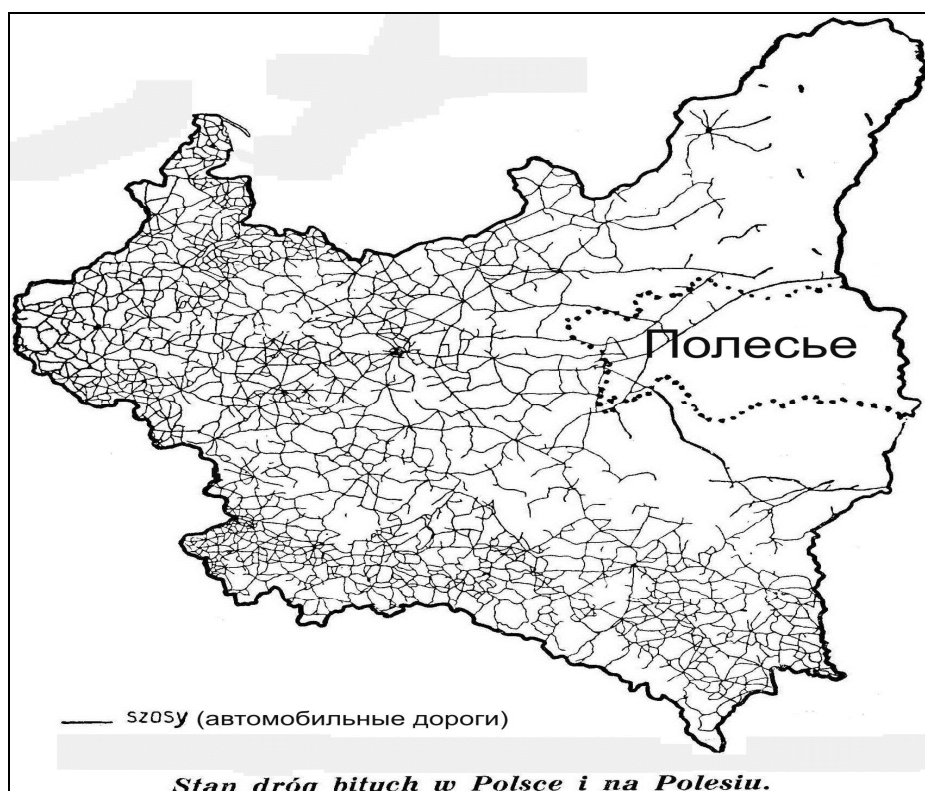 Полесье
szosy (автомобильные дороги)
Stan dróg bitych w Polsce i na Polesiu.